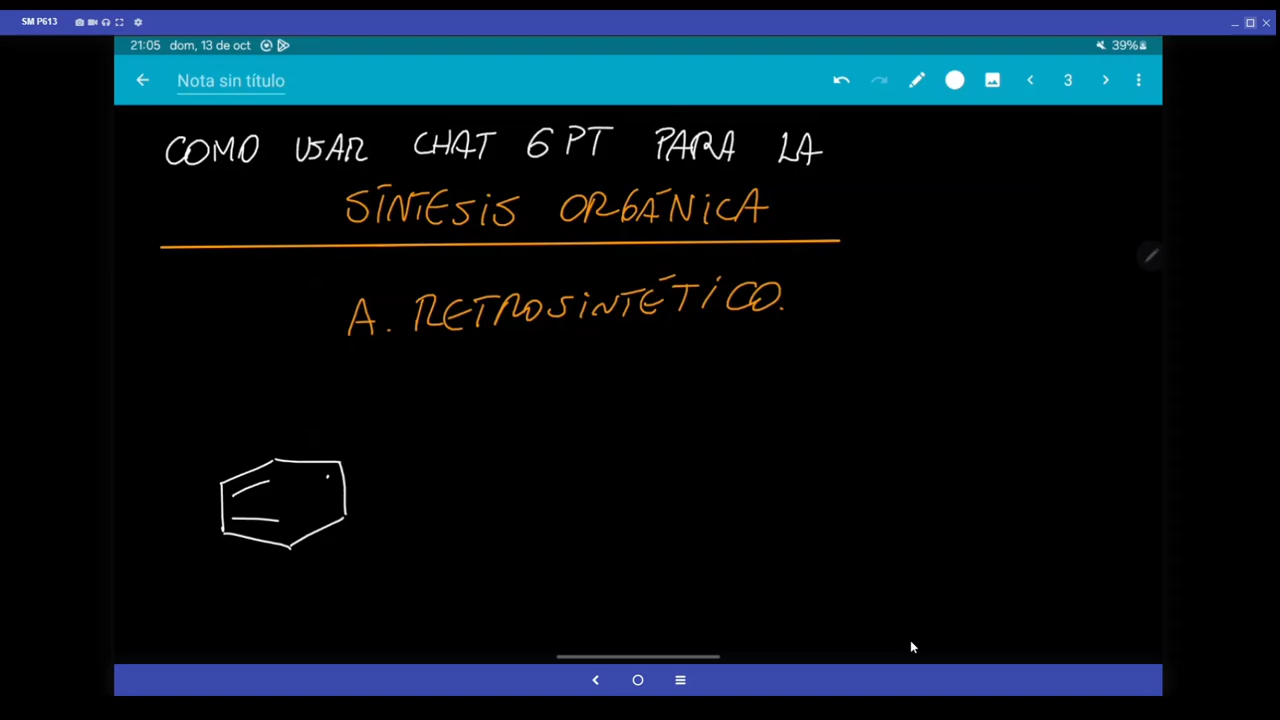 SM P613
21:05 dom, 13 de oct 39%
Nota sin título 3
COMO USAR CHAT GPT PARA LA
SÍNTESIS ORGÁNICA
A. RETROSINTÉTICO.